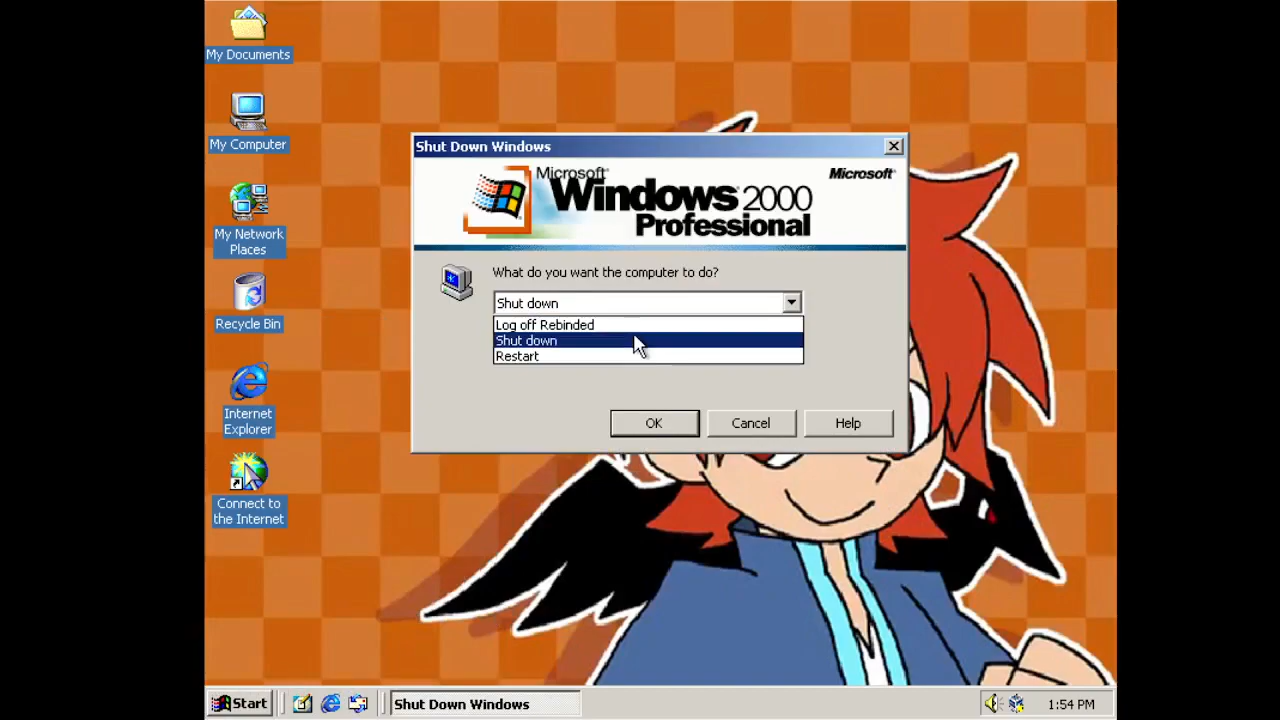 My Documents
My Computer
My Network
Places
Recycle Bin
Internet
Explorer
Connect to
the Internet
Shut Down Windows
Microsoft
Windows 2000
Professional
Microsoft
What do you want the computer to do?
Shut down
Log off Rebinded
Shut down
Restart
OK
Cancel
Help
Start
Shut Down Windows
1:54 PM